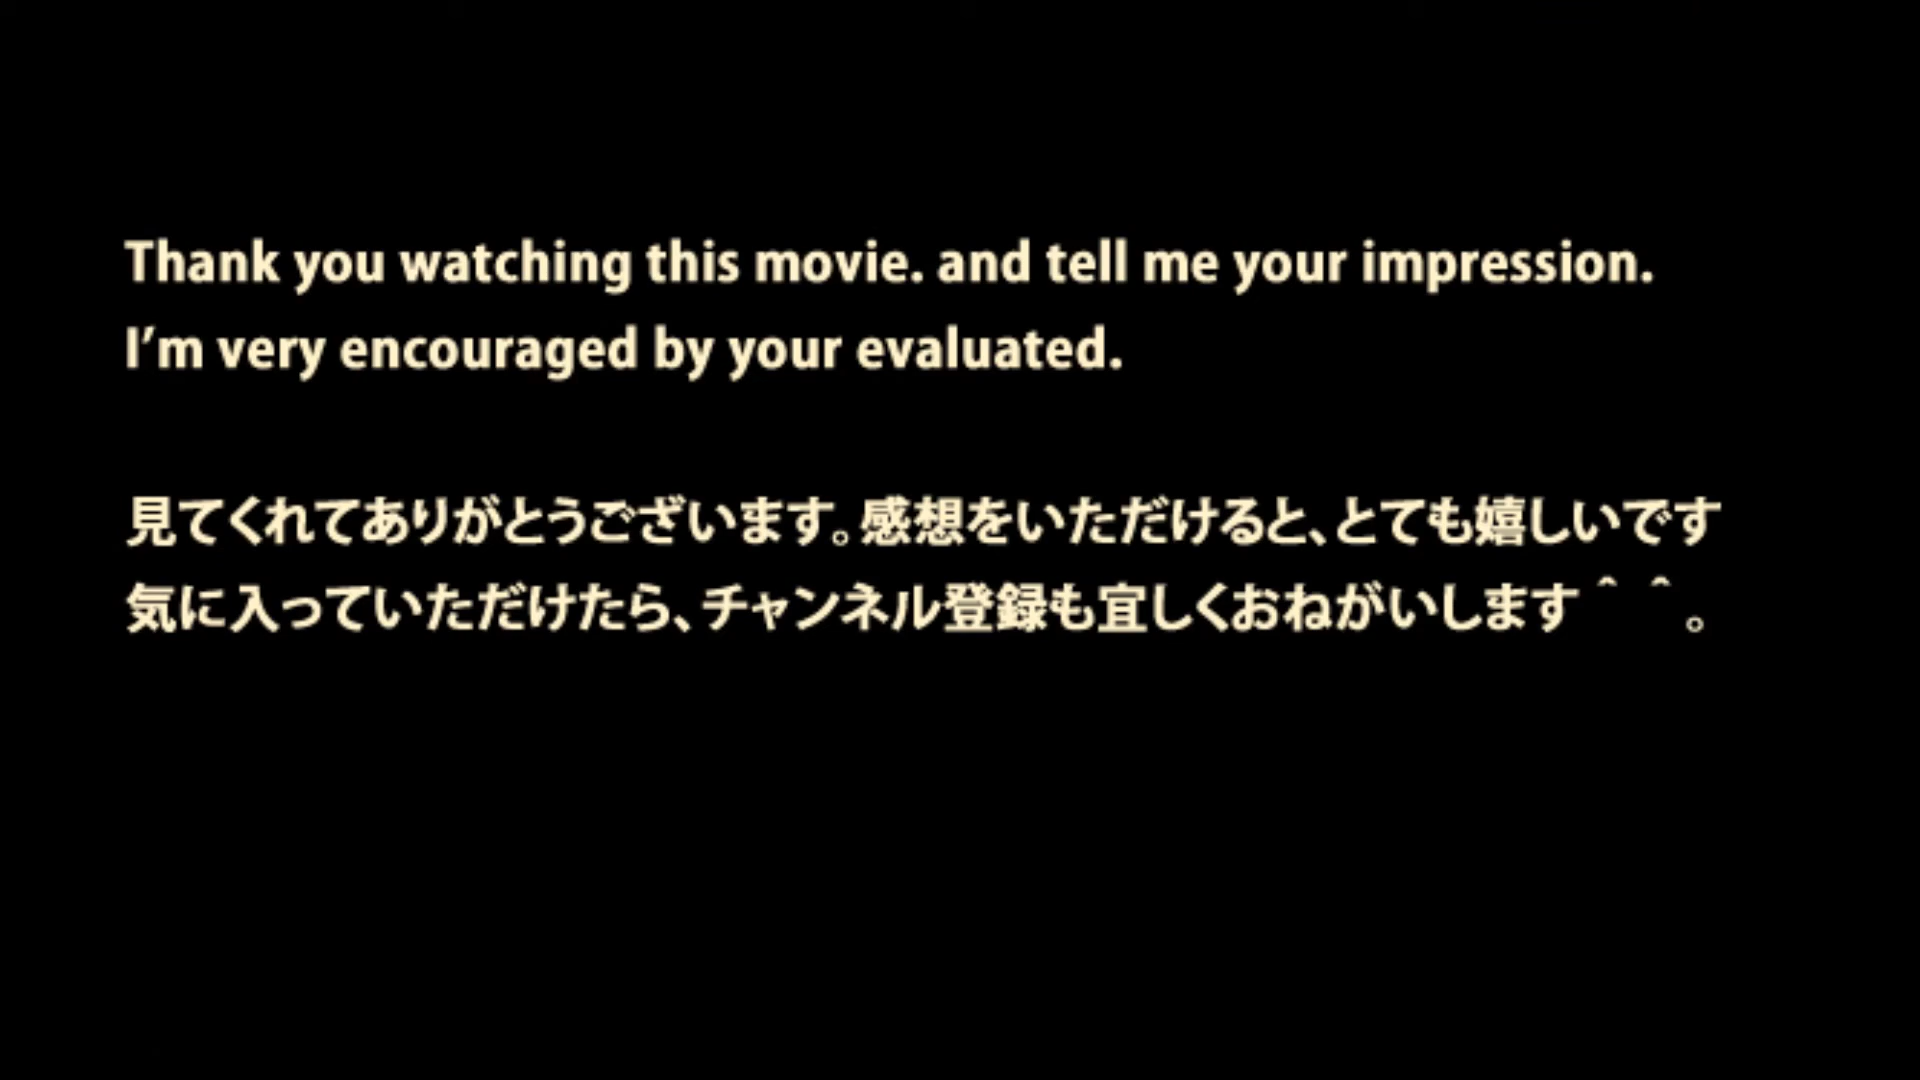 Thank you watching this movie. and tell me your impression.
I’m very encouraged by your evaluated.
見てくれてありがとうございます。感想をいただけると、とても嬉しいです
気に入っていただけたら、チャンネル登録も宜しくおねがいします＾＾。